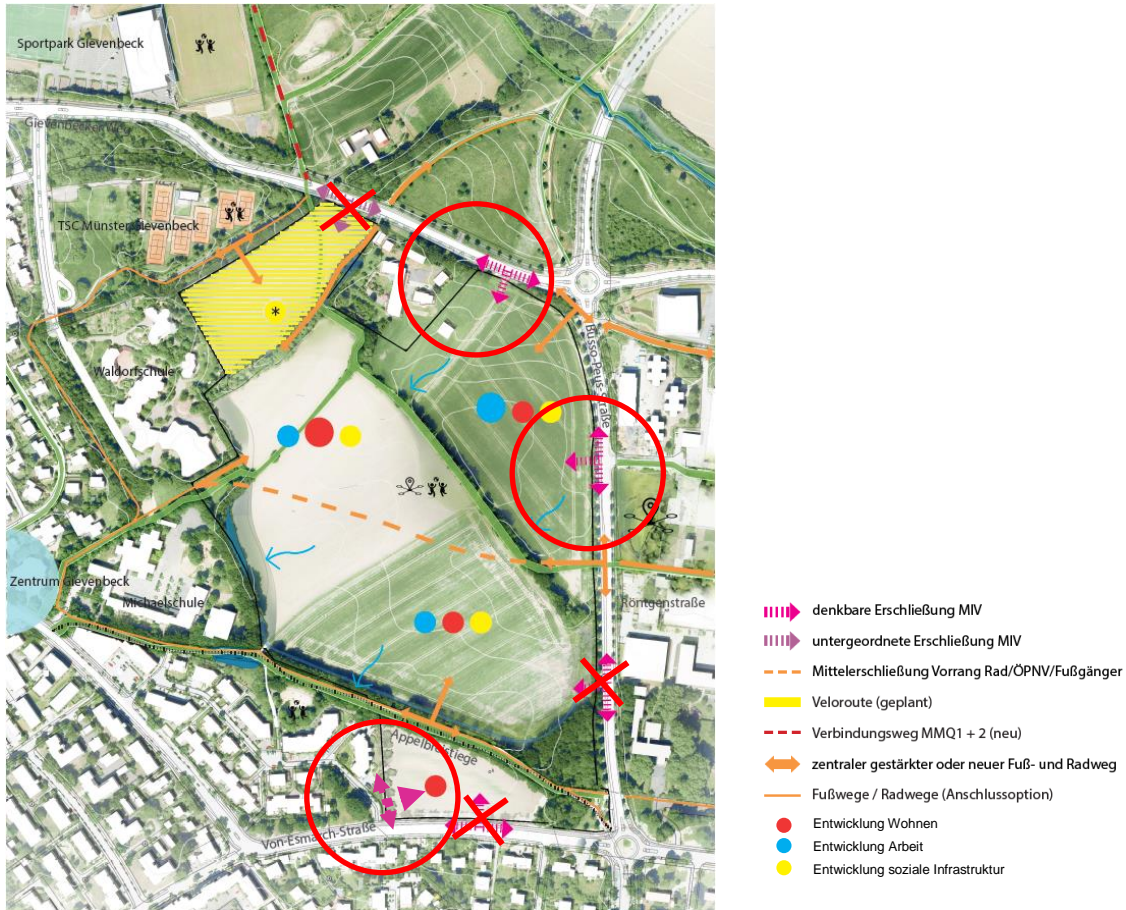 Sportpark Gievenbeck
Gievenbecker Weg
TSC Münster Gievenbeck
*
Waldorfschule
Busso-Peus-Straße
Zentrum Gievenbeck
Michaelschule
Röntgenstraße
Appelbreistiege
Von-Esmarch-Straße
denkbare Erschließung MIV
untergeordnete Erschließung MIV
Mittelerschließung Vorrang Rad/ÖPNV/Fußgänger
Veloroute (geplant)
Verbindungsweg MMQ1 + 2 (neu)
zentraler gestärkter oder neuer Fuß- und Radweg
Fußwege / Radwege (Anschlussoption)
Entwicklung Wohnen
Entwicklung Arbeit
Entwicklung soziale Infrastruktur